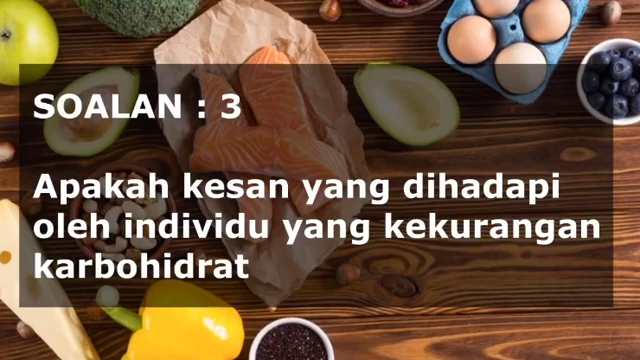 SOALAN : 3
Apakah kesan yang dihadapi
oleh individu yang kekurangan
karbohidrat